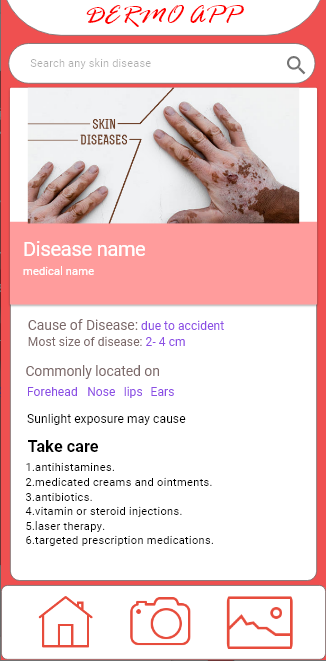 DERMO APP
Search any skin disease
SKIN
DISEASES
Disease name
medical name
Cause of Disease: due to accident
Most size of disease: 2- 4 cm
Commonly located on
Forehead Nose lips Ears
Sunlight exposure may cause
Take care
1.antihistamines.
2.medicated creams and ointments.
3.antibiotics.
4.vitamin or steroid injections.
5.laser therapy.
6.targeted prescription medications.